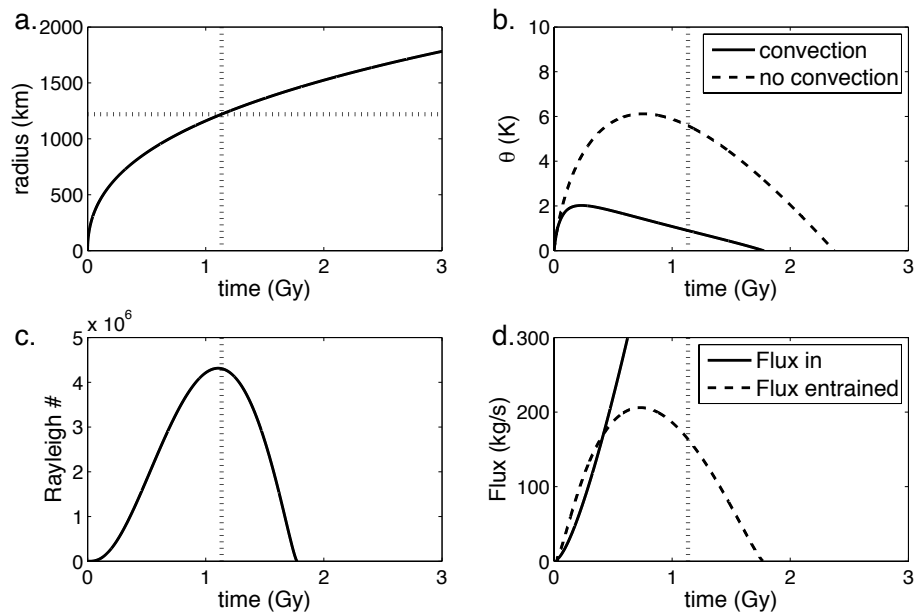 a.
2000
1500
1000
500
0
radius (km)
0 1 2 3
time (Gy)
b.
10
8
6
4
2
0
θ (K)
convection
no convection
0 1 2 3
time (Gy)
c.
x 10⁶
5
4
3
2
1
0
Rayleigh #
0 1 2 3
time (Gy)
d.
300
200
100
0
Flux (kg/s)
Flux in
Flux entrained
0 1 2 3
time (Gy)